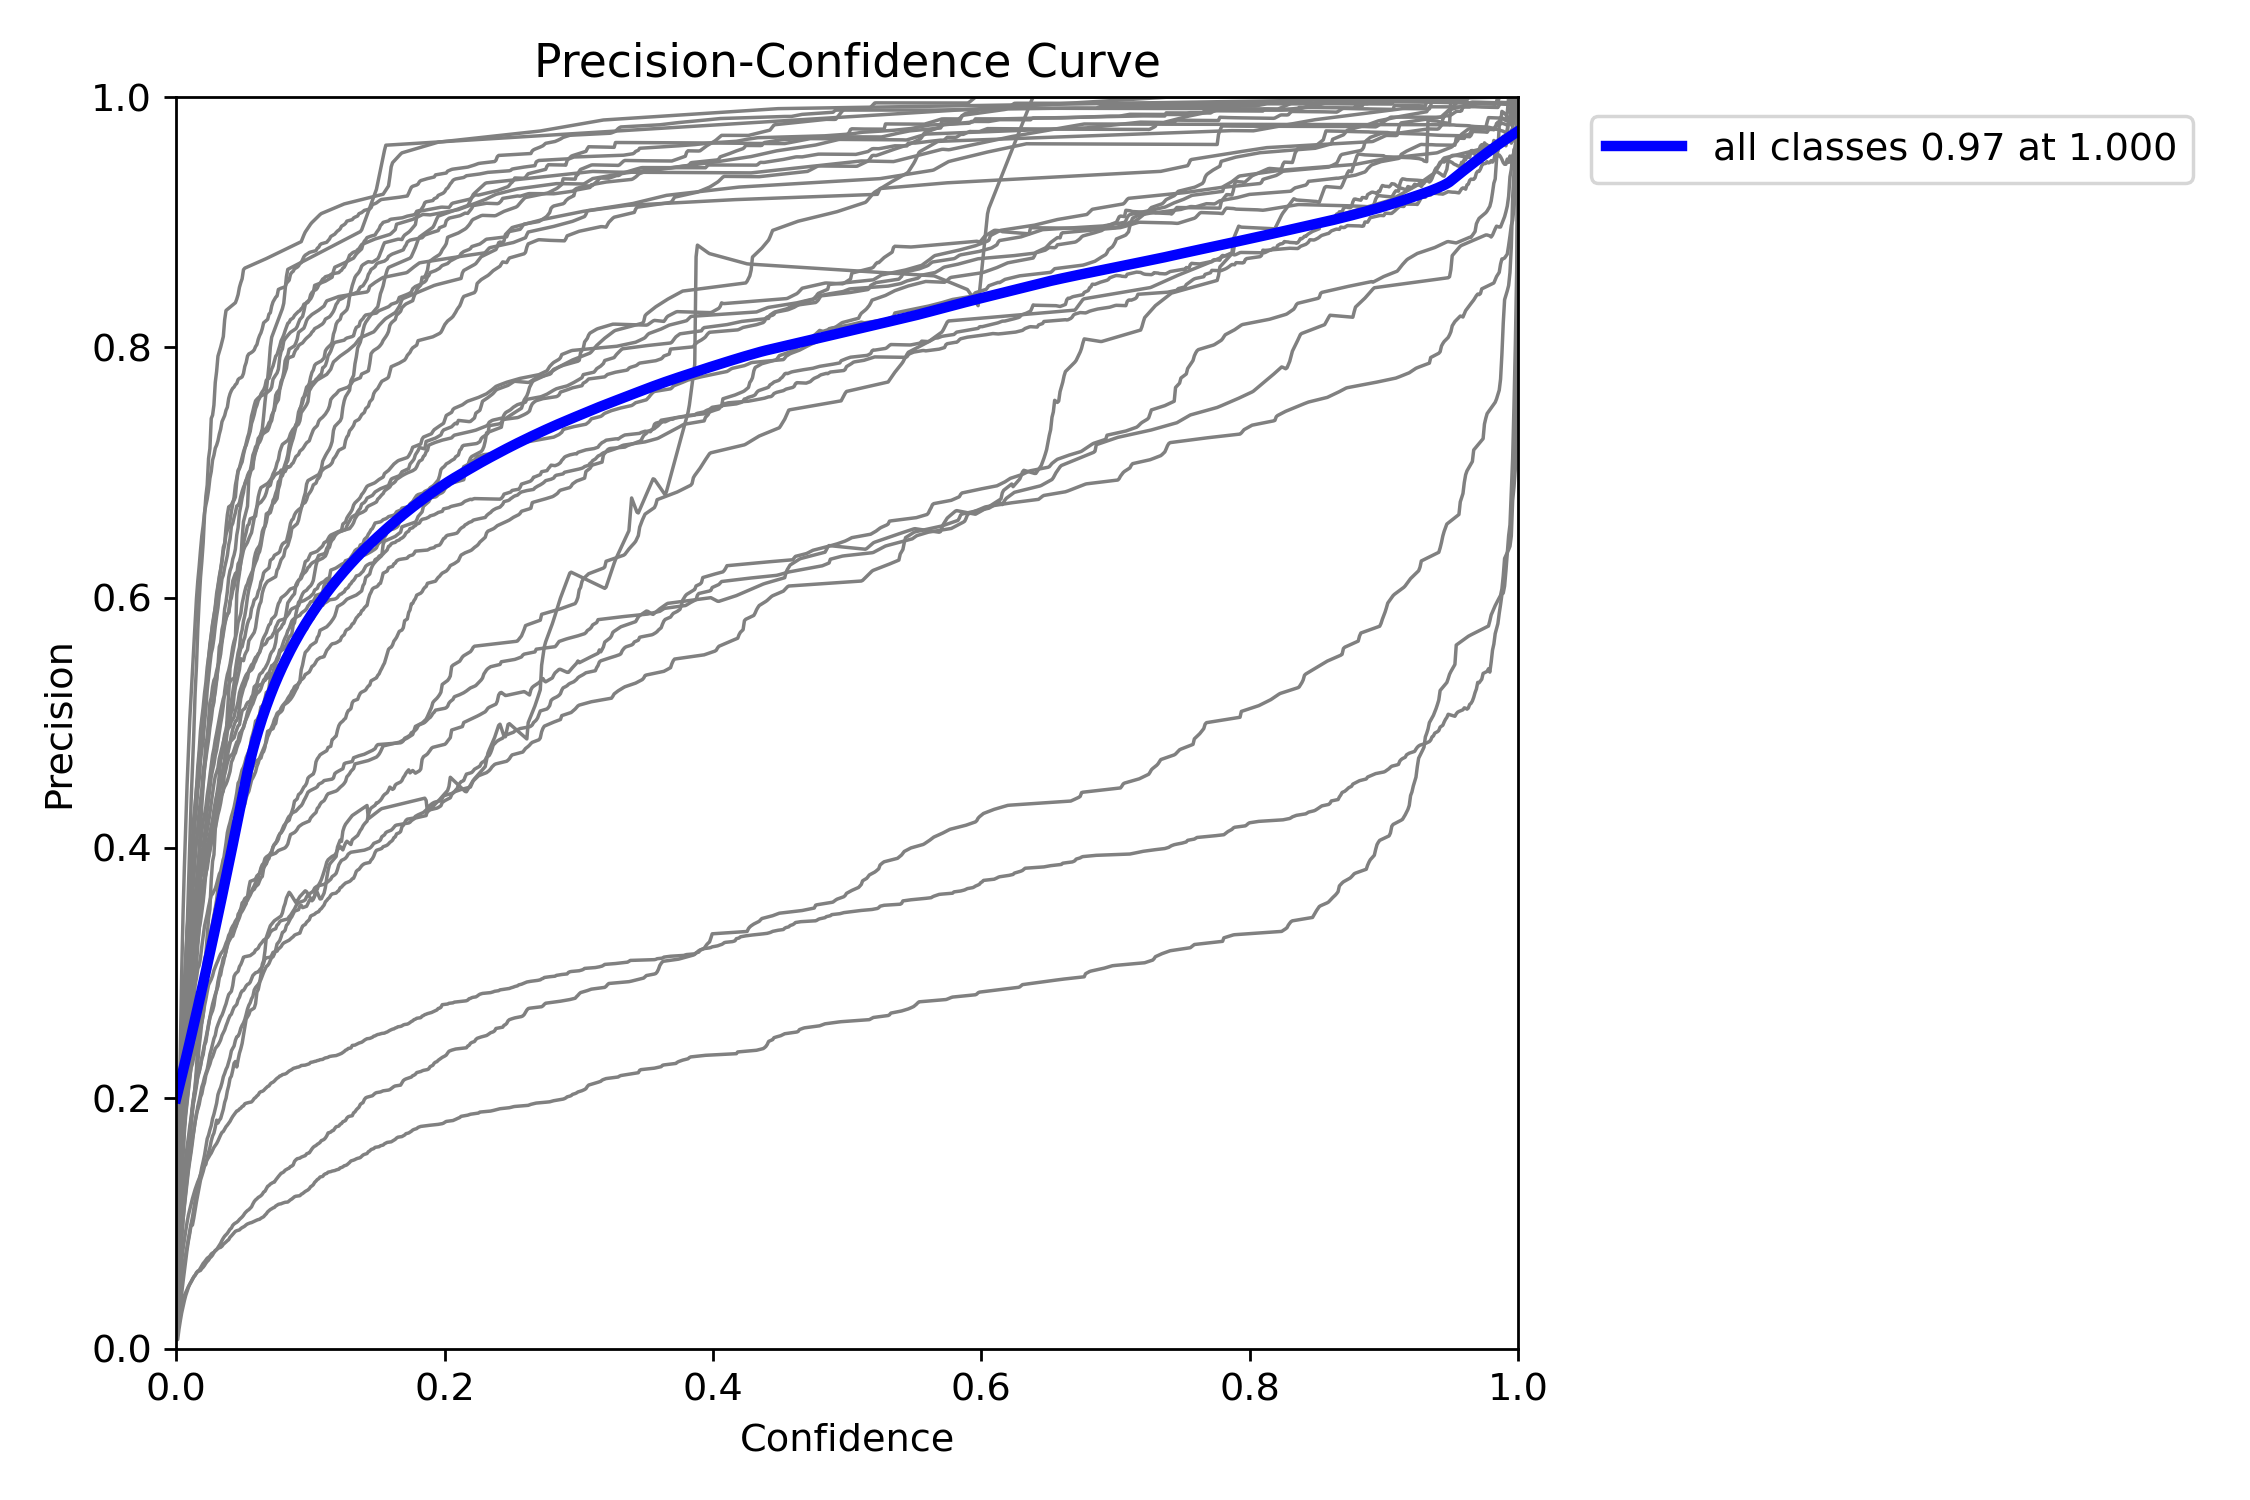 Precision-Confidence Curve
all classes 0.97 at 1.000
1.0
0.8
0.6
0.4
0.2
0.0
Precision
0.0 0.2 0.4 0.6 0.8 1.0
Confidence